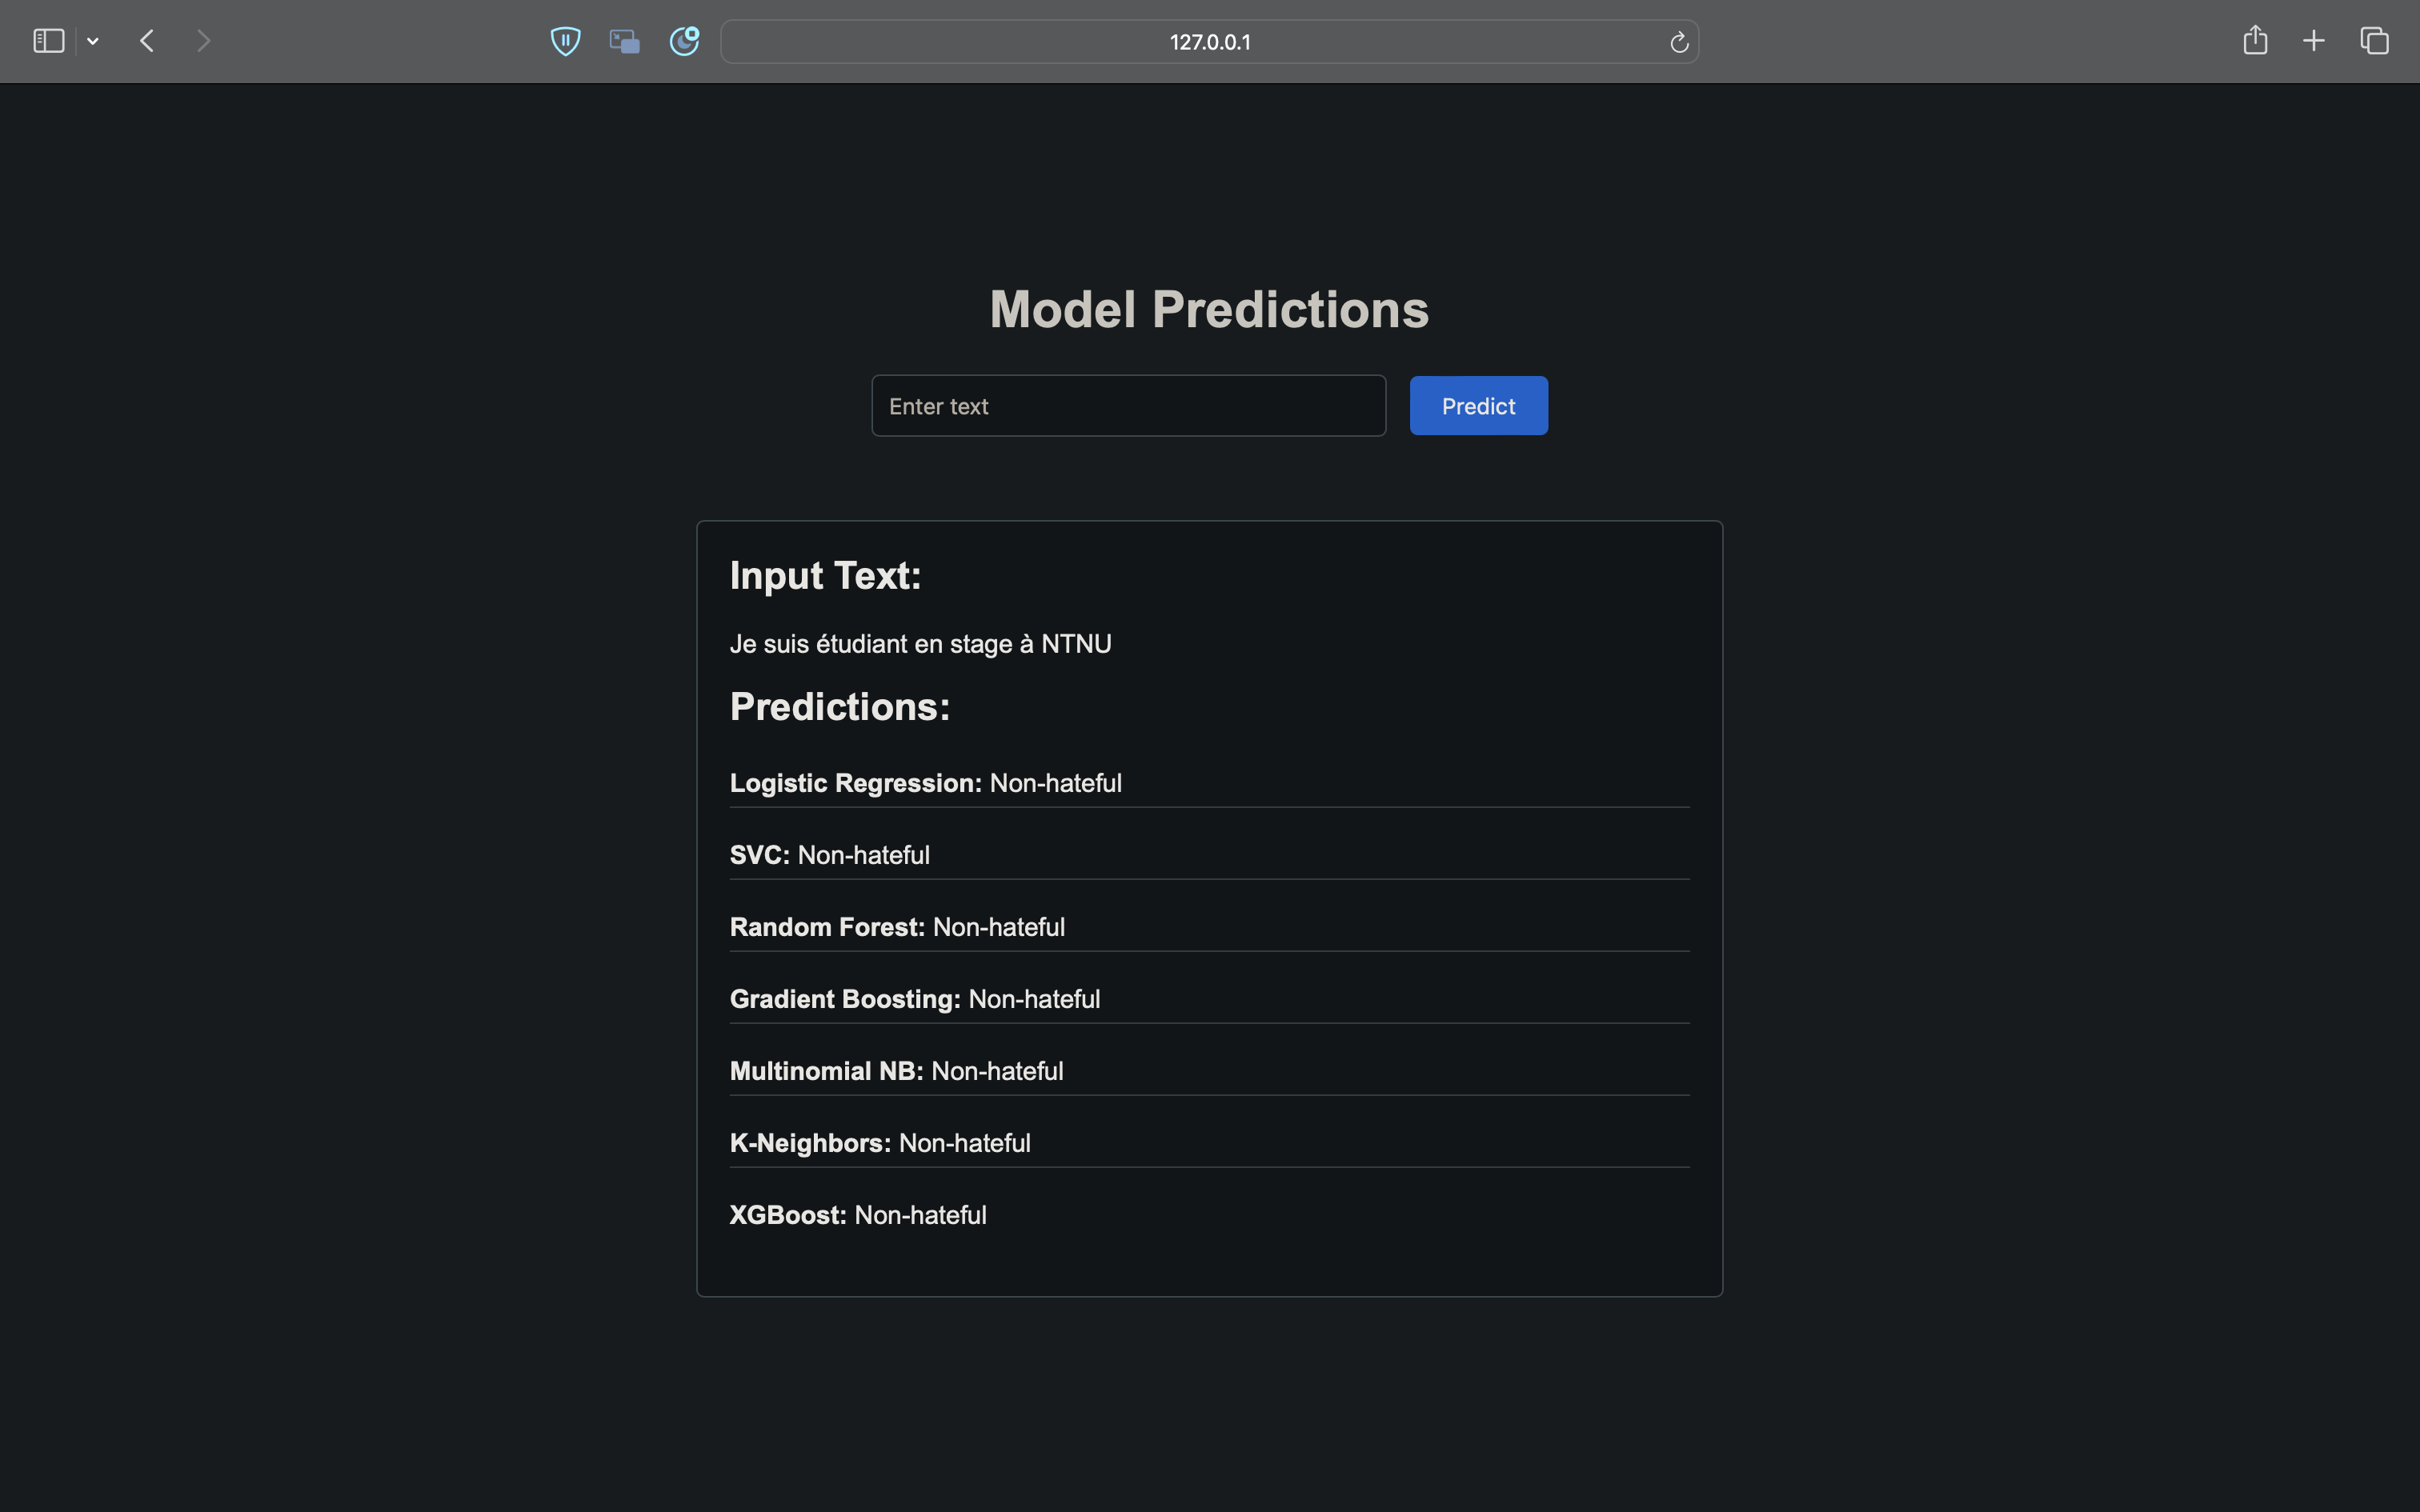 127.0.0.1
Model Predictions
Enter text
Predict
Input Text:
Je suis étudiant en stage à NTNU
Predictions:
Logistic Regression: Non-hateful
SVC: Non-hateful
Random Forest: Non-hateful
Gradient Boosting: Non-hateful
Multinomial NB: Non-hateful
K-Neighbors: Non-hateful
XGBoost: Non-hateful